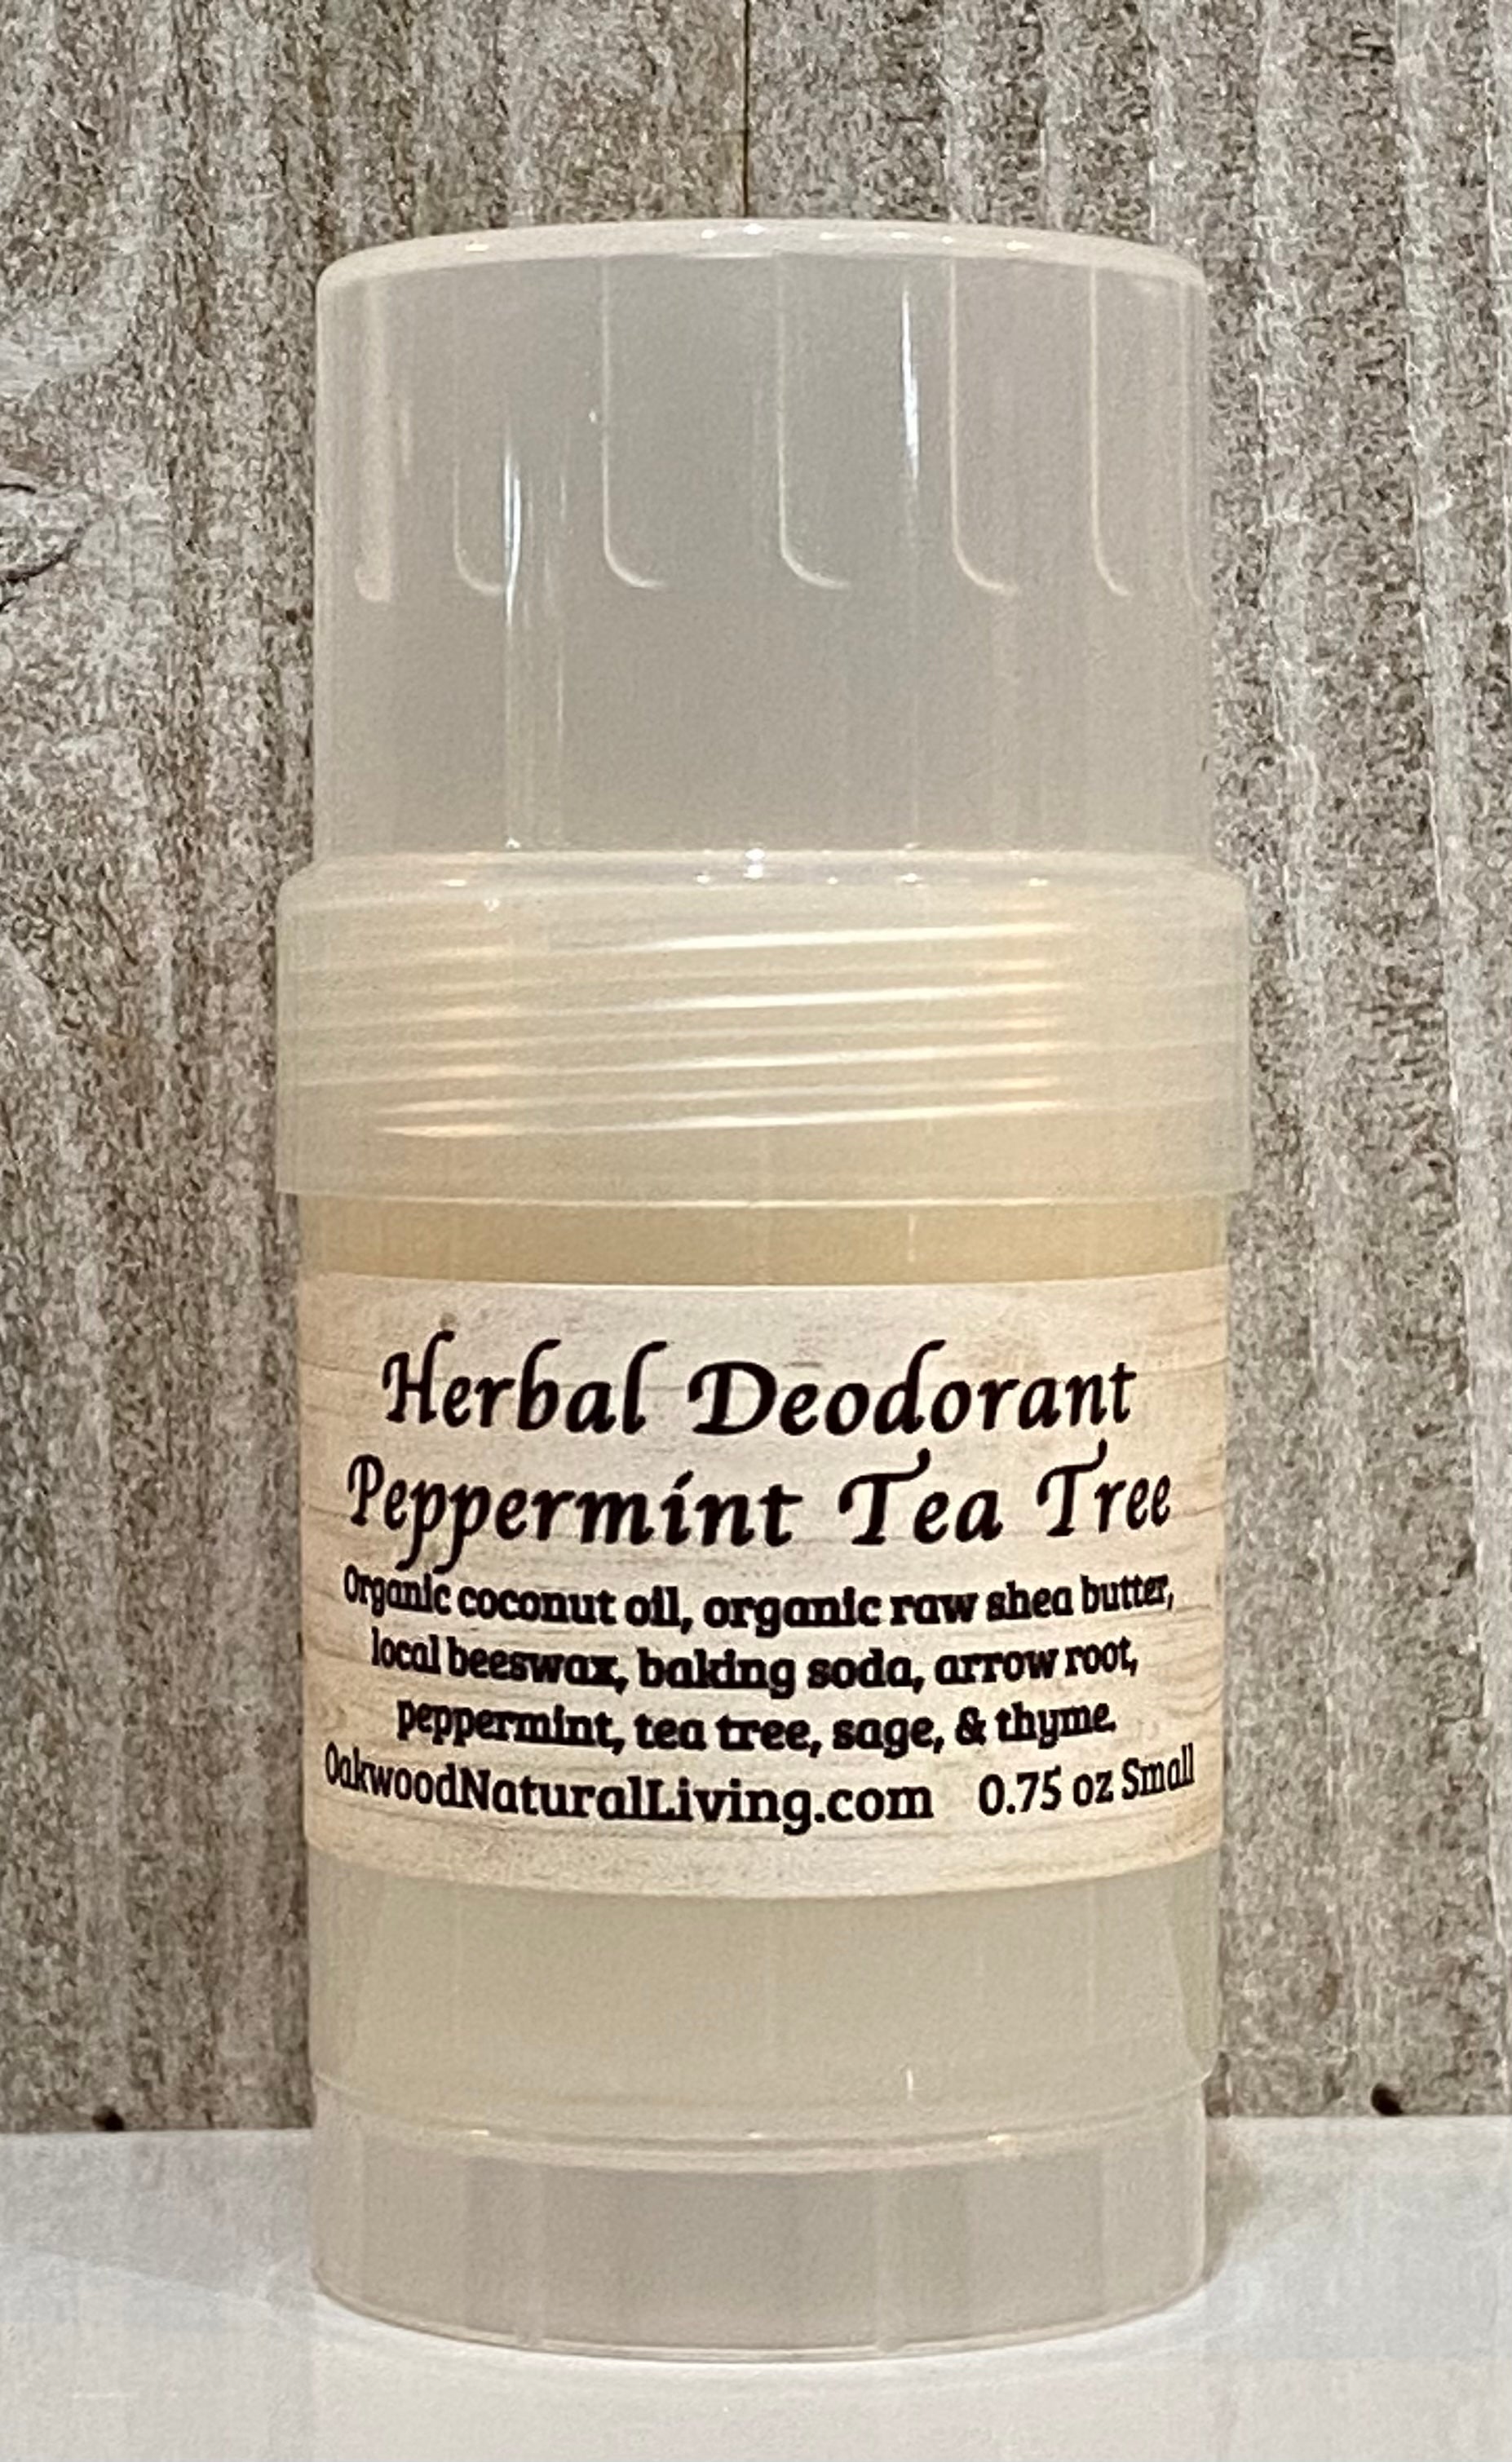 Herbal Deodorant
Peppermint Tea Tree
Organic coconut oil, organic raw shea butter,
local beeswax, baking soda, arrow root,
peppermint, tea tree, sage, & thyme.
OakwoodNaturalLiving.com 0.75 oz Small